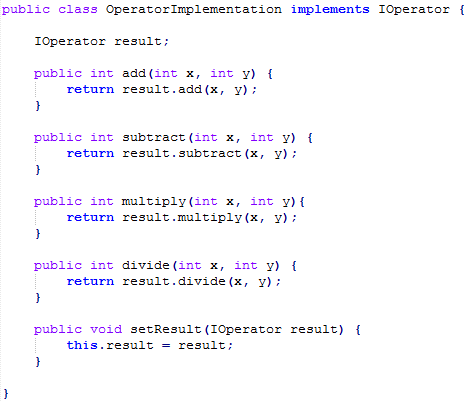 public class OperatorImplementation implements IOperator {
IOperator result;
public int add(int x, int y) {
return result.add(x, y);
}
public int subtract(int x, int y) {
return result.subtract(x, y);
}
public int multiply(int x, int y){
return result.multiply(x, y);
}
public int divide(int x, int y) {
return result.divide(x, y);
}
public void setResult(IOperator result) {
this.result = result;
}
}